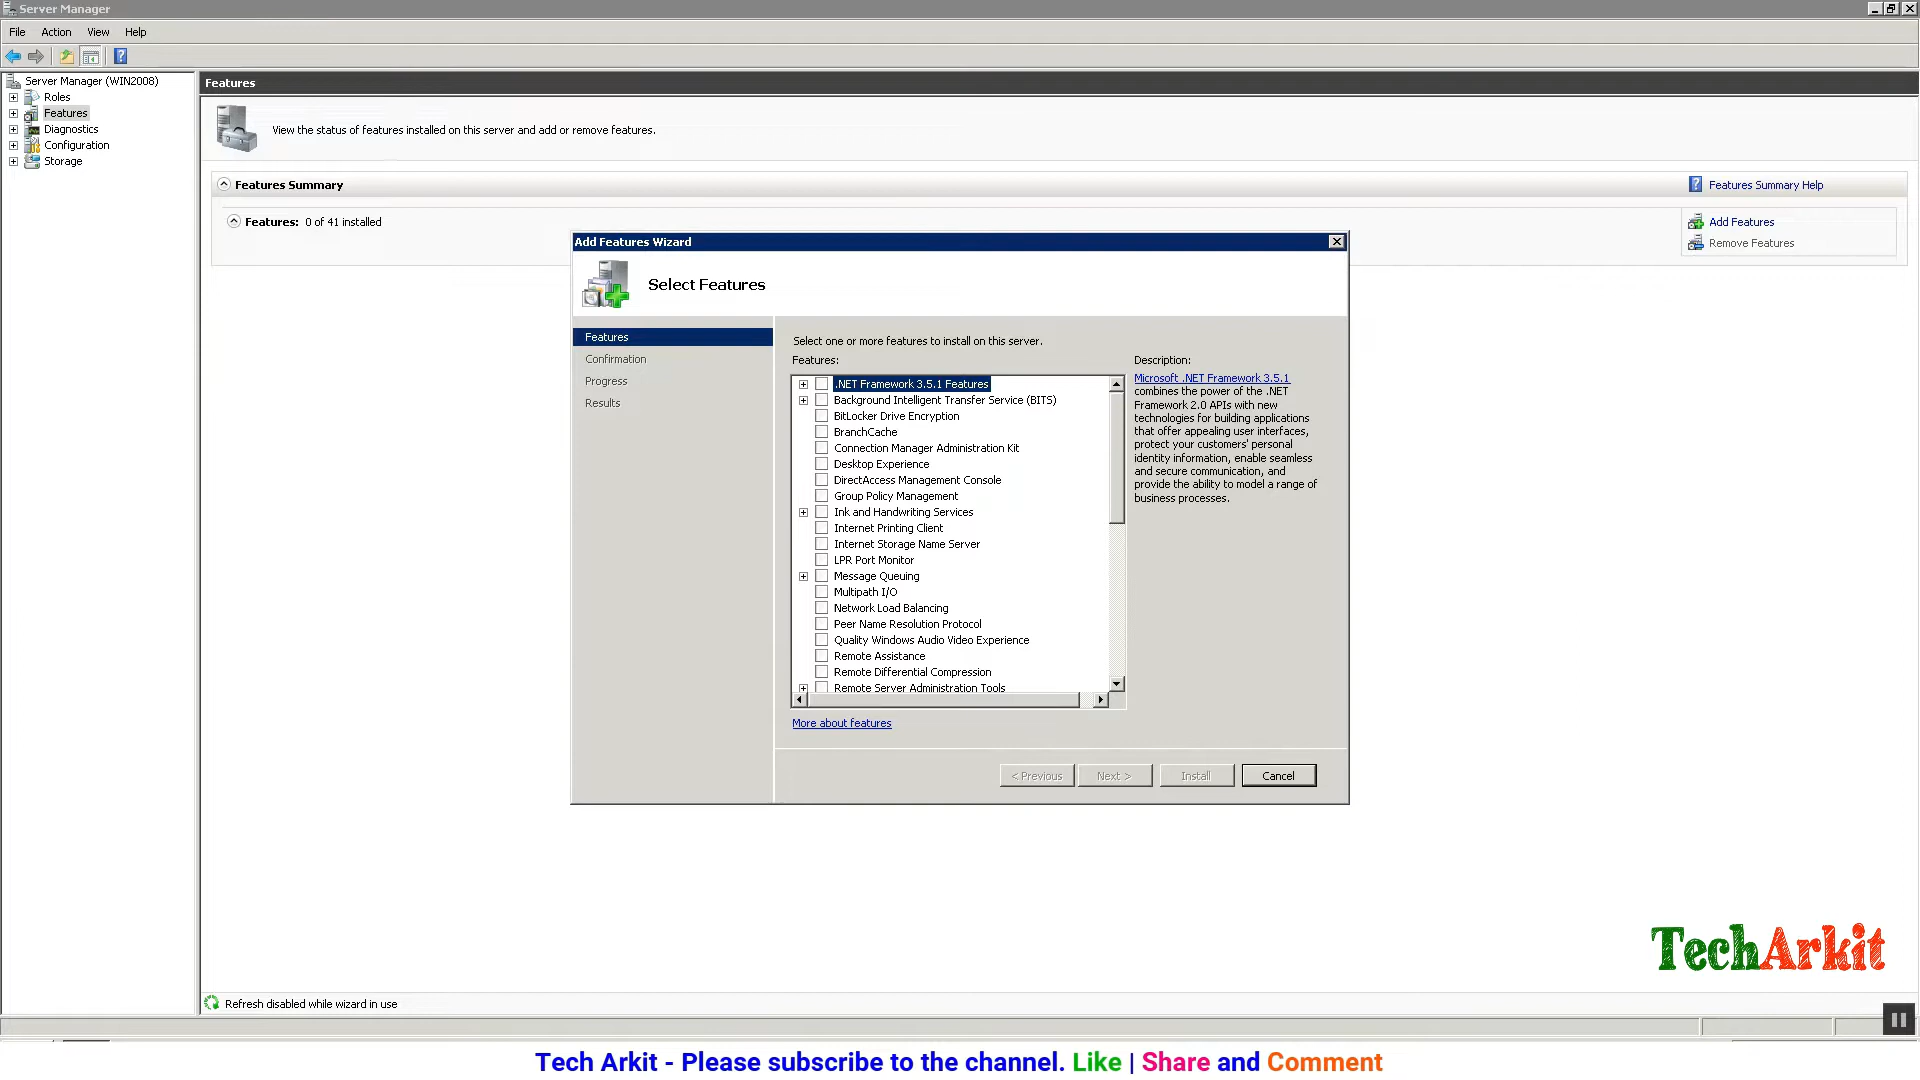 Server Manager
File Action View Help
Server Manager (WIN2008)
Roles
Features
Diagnostics
Configuration
Storage
Features
View the status of features installed on this server and add or remove features.
Features Summary
Features Summary Help
Features: 0 of 41 installed
Add Features
Remove Features
Add Features Wizard
Select Features
Features
Confirmation
Progress
Results
Select one or more features to install on this server.
Features:
.NET Framework 3.5.1 Features
Background Intelligent Transfer Service (BITS)
BitLocker Drive Encryption
BranchCache
Connection Manager Administration Kit
Desktop Experience
DirectAccess Management Console
Group Policy Management
Ink and Handwriting Services
Internet Printing Client
Internet Storage Name Server
LPR Port Monitor
Message Queuing
Multipath I/O
Network Load Balancing
Peer Name Resolution Protocol
Quality Windows Audio Video Experience
Remote Assistance
Remote Differential Compression
Remote Server Administration Tools
More about features
Description:
Microsoft .NET Framework 3.5.1
combines the power of the .NET
Framework 2.0 APIs with new
technologies for building applications
that offer appealing user interfaces,
protect your customers' personal
identity information, enable seamless
and secure communication, and
provide the ability to model a range of
business processes.
< Previous
Next >
Install
Cancel
TechArkit
Refresh disabled while wizard in use
Tech Arkit - Please subscribe to the channel. Like | Share and Comment